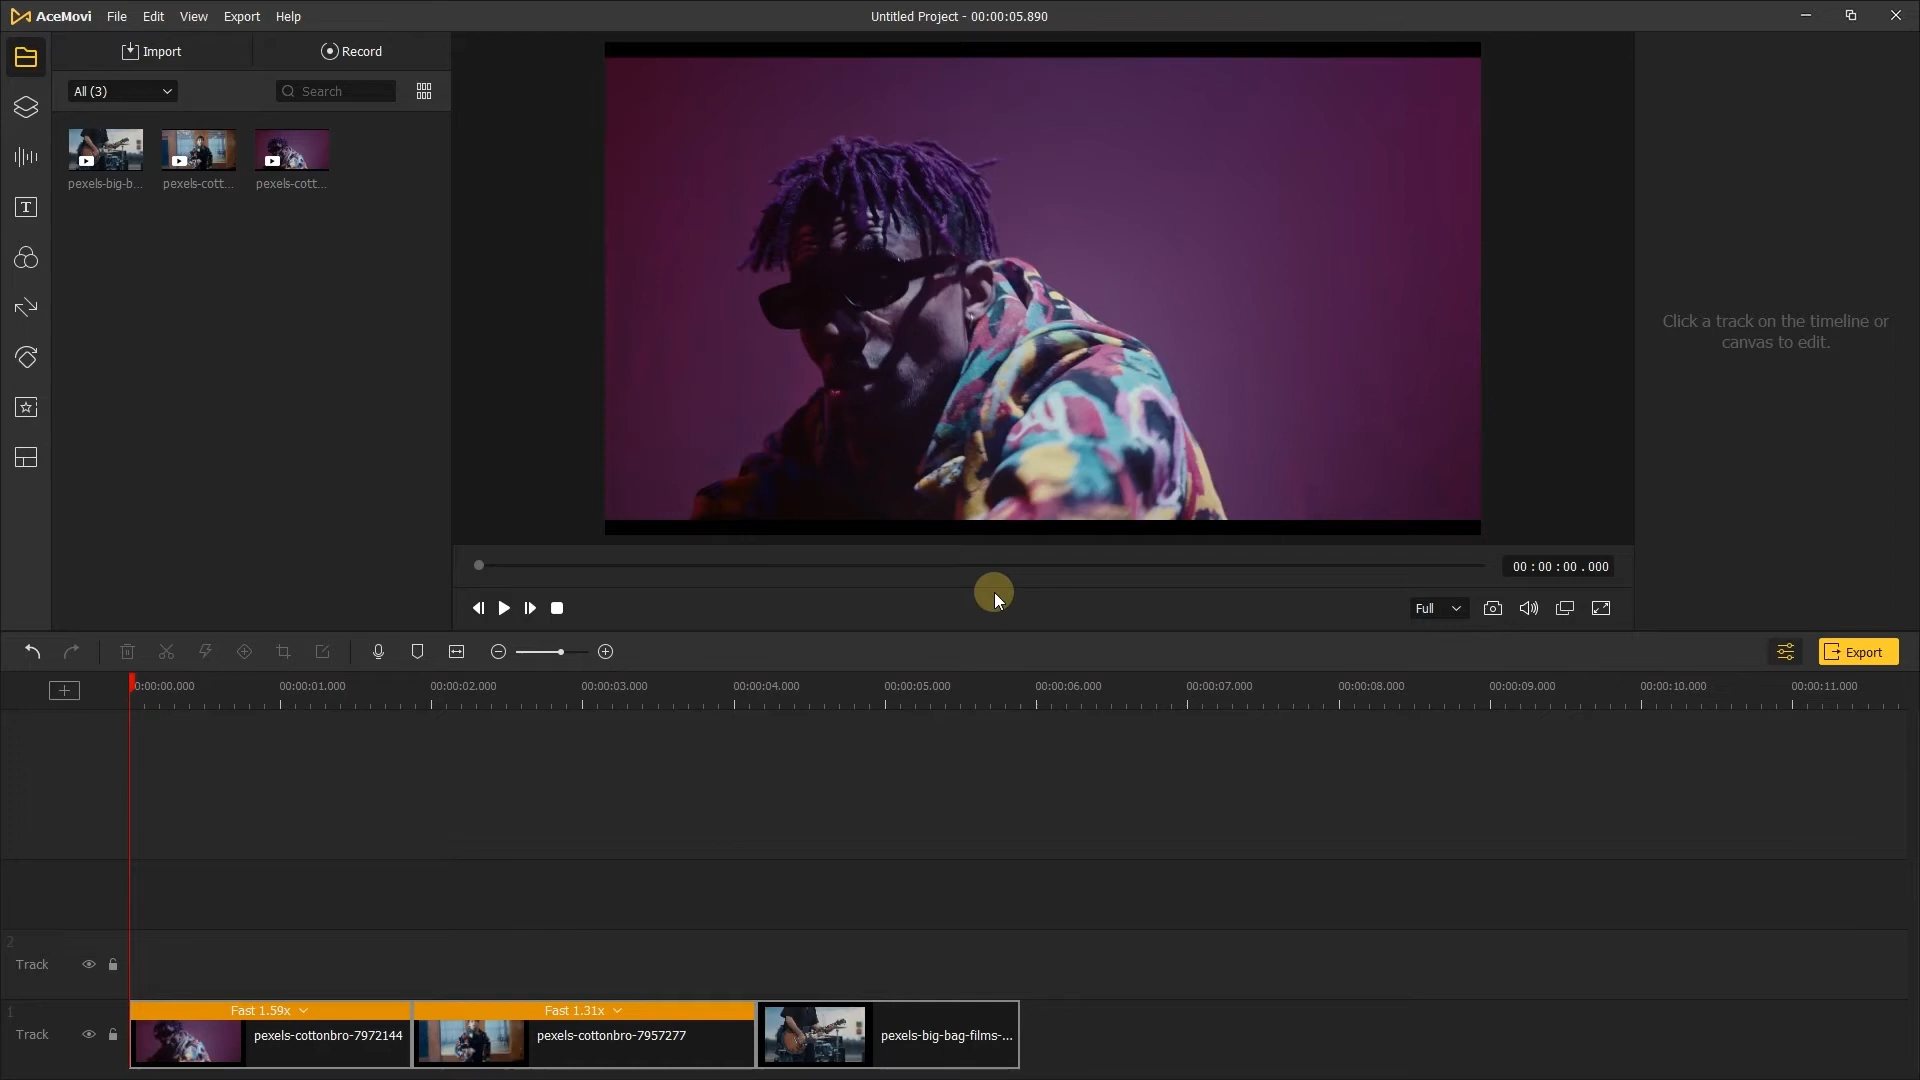 AceMovi File Edit View Export Help
Untitled Project - 00:00:05.890
Import
Record
All (3)
Search
pexels-big-b...
pexels-cott...
pexels-cott...
Click a track on the timeline or
canvas to edit.
00:00:00.000
Full
Export
0:00:00.000 00:00:01.000 00:00:02.000 00:00:03.000 00:00:04.000 00:00:05.000 00:00:06.000 00:00:07.000 00:00:08.000 00:00:09.000 00:00:10.000 00:00:11.000
2
Track
1
Track
Fast 1.59x
pexels-cottonbro-7972144
Fast 1.31x
pexels-cottonbro-7957277
pexels-big-bag-films-...